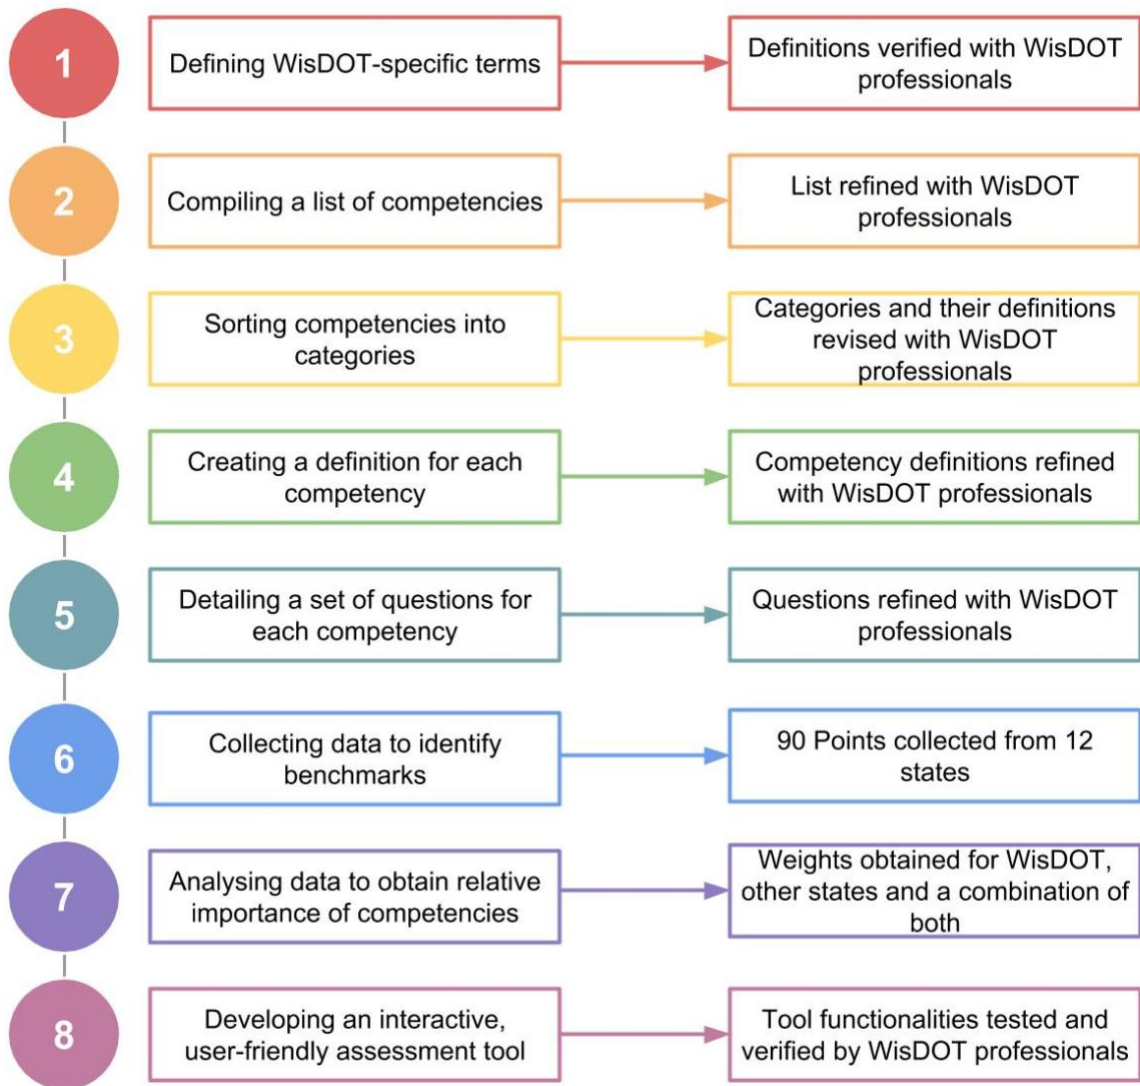 1
Defining WisDOT-specific terms
Definitions verified with WisDOT
professionals
2
Compiling a list of competencies
List refined with WisDOT
professionals
3
Sorting competencies into
categories
Categories and their definitions
revised with WisDOT
professionals
4
Creating a definition for each
competency
Competency definitions refined
with WisDOT professionals
5
Detailing a set of questions for
each competency
Questions refined with WisDOT
professionals
6
Collecting data to identify
benchmarks
90 Points collected from 12
states
7
Analysing data to obtain relative
importance of competencies
Weights obtained for WisDOT,
other states and a combination of
both
8
Developing an interactive,
user-friendly assessment tool
Tool functionalities tested and
verified by WisDOT professionals